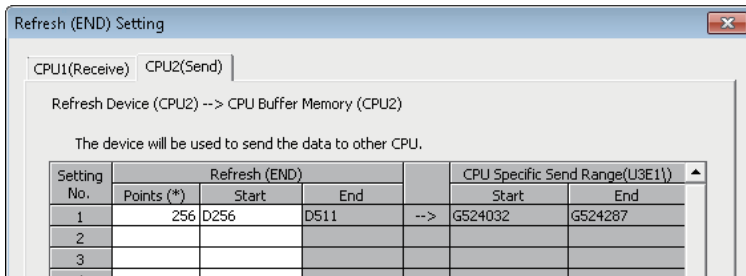 Refresh (END) Setting
CPU1(Receive) CPU2(Send)
Refresh Device (CPU2) --> CPU Buffer Memory (CPU2)
The device will be used to send the data to other CPU.
Setting No. Refresh (END) CPU Specific Send Range(U3E1\)
Points (*) Start End Start End
1 256 D256 D511 --> G524032 G524287
2
3